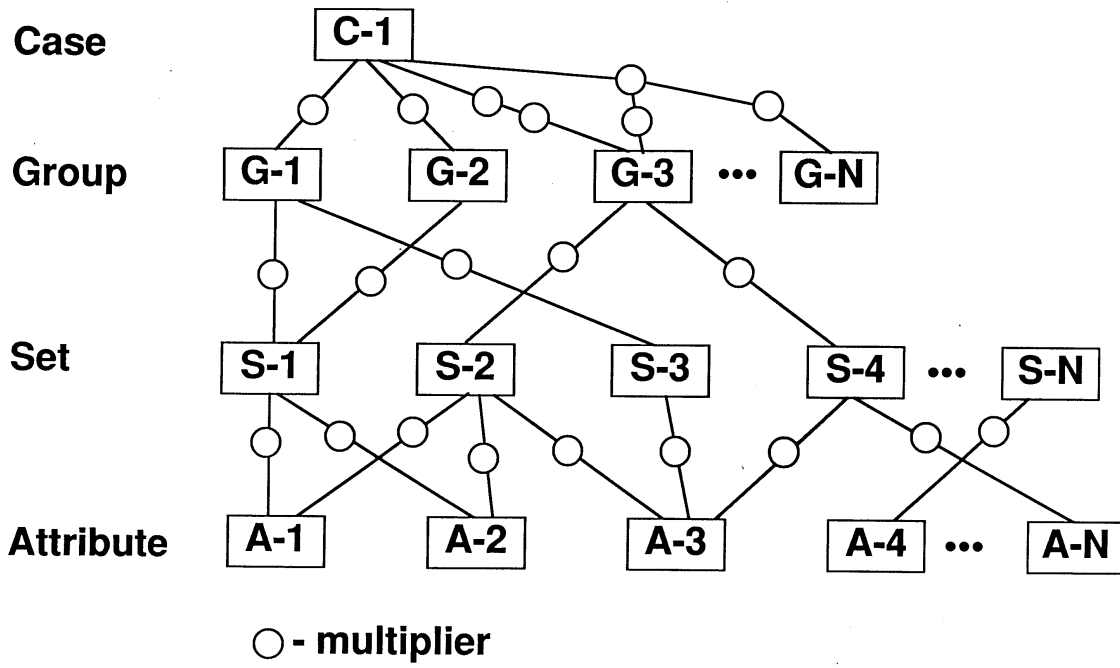 Case C-1
Group G-1 G-2 G-3 ••• G-N
Set S-1 S-2 S-3 S-4 ••• S-N
Attribute A-1 A-2 A-3 A-4 ••• A-N
- multiplier